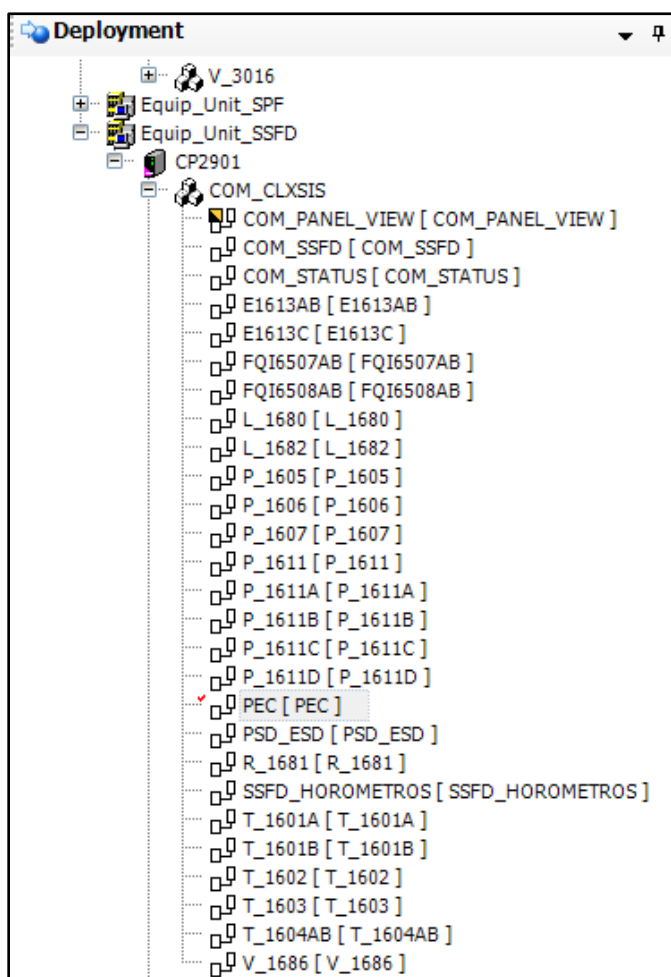 Deployment
V_3016
Equip_Unit_SPF
Equip_Unit_SSFD
CP2901
COM_CLXSIS
COM_PANEL_VIEW [ COM_PANEL_VIEW ]
COM_SSFD [ COM_SSFD ]
COM_STATUS [ COM_STATUS ]
E1613AB [ E1613AB ]
E1613C [ E1613C ]
FQI6507AB [ FQI6507AB ]
FQI6508AB [ FQI6508AB ]
L_1680 [ L_1680 ]
L_1682 [ L_1682 ]
P_1605 [ P_1605 ]
P_1606 [ P_1606 ]
P_1607 [ P_1607 ]
P_1611 [ P_1611 ]
P_1611A [ P_1611A ]
P_1611B [ P_1611B ]
P_1611C [ P_1611C ]
P_1611D [ P_1611D ]
PEC [ PEC ]
PSD_ESD [ PSD_ESD ]
R_1681 [ R_1681 ]
SSFD_HOROMETROS [ SSFD_HOROMETROS ]
T_1601A [ T_1601A ]
T_1601B [ T_1601B ]
T_1602 [ T_1602 ]
T_1603 [ T_1603 ]
T_1604AB [ T_1604AB ]
V_1686 [ V_1686 ]